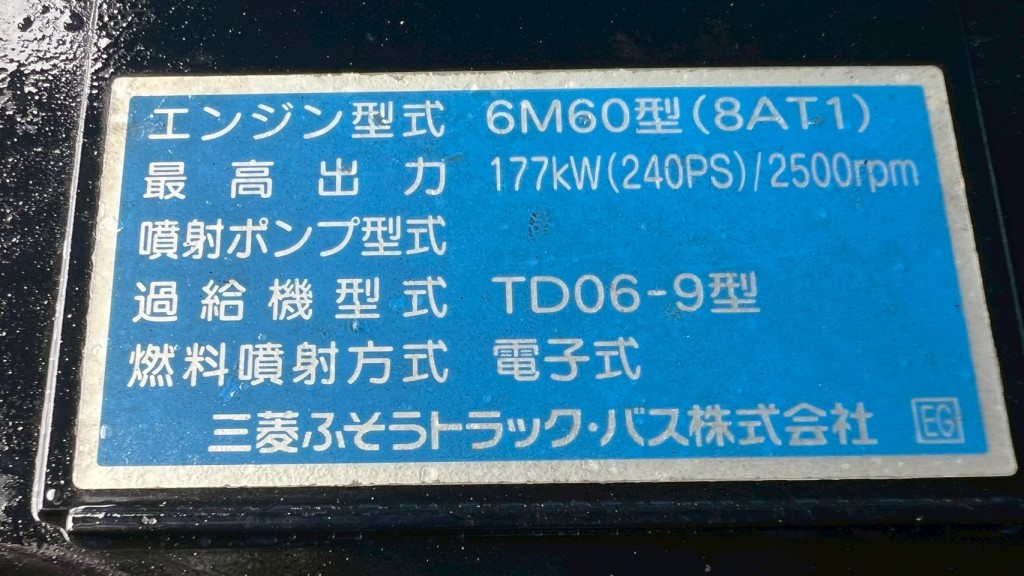 エンジン型式 6M60型(8AT1)
最高出力 177kW(240PS)/2500rpm
噴射ポンプ型式
過給機型式 TD06-9型
燃料噴射方式 電子式
三菱ふそうトラック・バス株式会社 EG